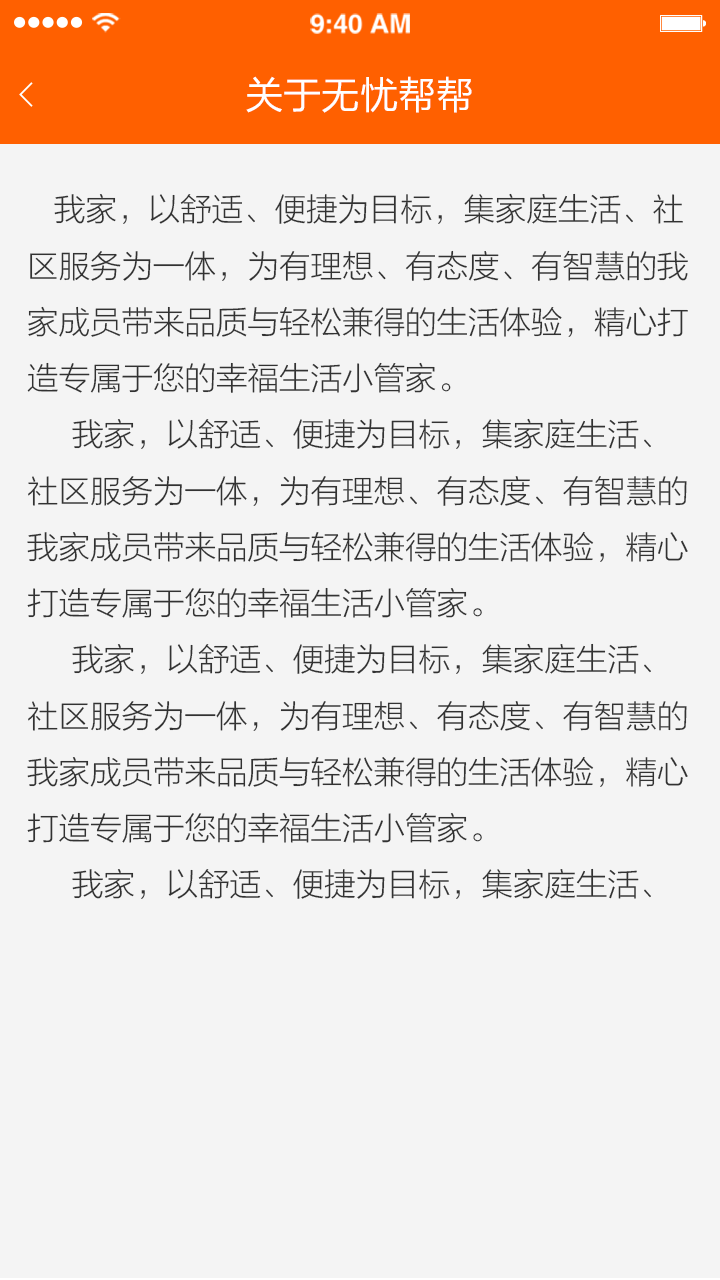 9:40 AM
关于无忧帮帮
我家，以舒适、便捷为目标，集家庭生活、社
区服务为一体，为有理想、有态度、有智慧的我
家成员带来品质与轻松兼得的生活体验，精心打
造专属于您的幸福生活小管家。
我家，以舒适、便捷为目标，集家庭生活、
社区服务为一体，为有理想、有态度、有智慧的
我家成员带来品质与轻松兼得的生活体验，精心
打造专属于您的幸福生活小管家。
我家，以舒适、便捷为目标，集家庭生活、
社区服务为一体，为有理想、有态度、有智慧的
我家成员带来品质与轻松兼得的生活体验，精心
打造专属于您的幸福生活小管家。
我家，以舒适、便捷为目标，集家庭生活、